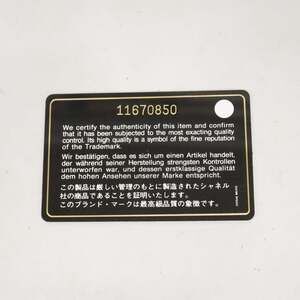 11670850
We certify the authenticity of this item and confirm
that it has been subjected to the most exacting quality
control. Its high quality is a symbol of the fine reputation
of the Trademark.
Wir bestätigen, dass es sich um einen Artikel handelt,
der während seiner Herstellung strengsten Kontrollen
unterworfen war, und dessen erstklassige Qualität
dem hohen Ansehen unserer Marke entspricht.
この製品は厳しい管理のもとに製造されたシャネル
社の商品であることを証明いたします。
このブランド・マークは最高級品質の象徴です。